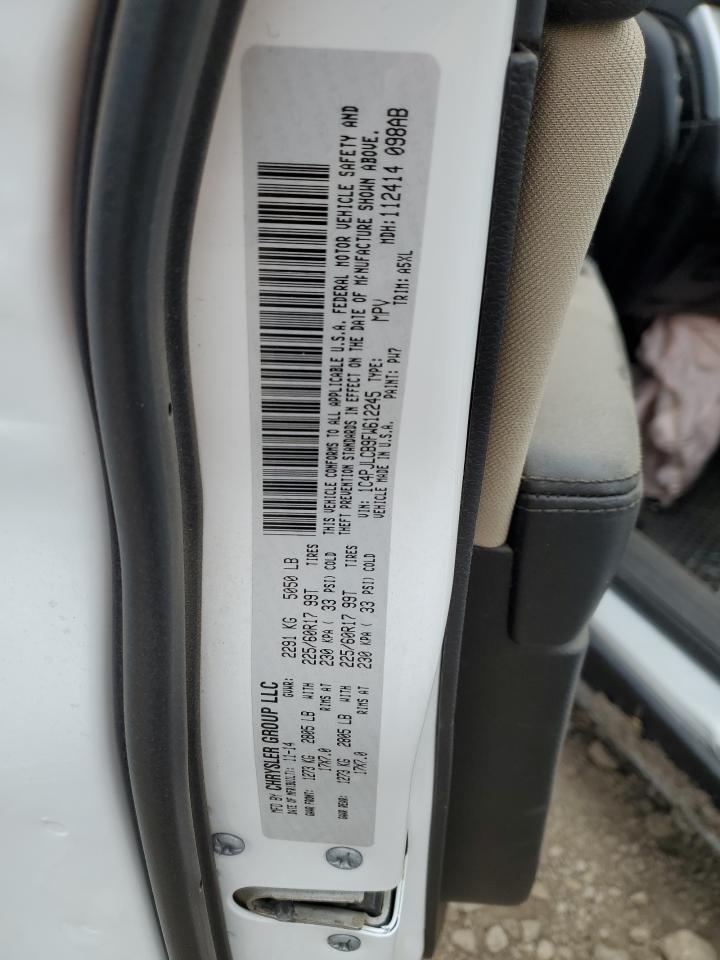 MFD BY CHRYSLER GROUP LLC
DATE OF MFR(BUILT): 11-14 GVWR: 2291 KG 5050 LB
GAWR FRONT: 1273 KG 2805 LB WITH 225/60R17 99T TIRES
17X7.0 RIMS AT 230 KPA ( 33 PSI) COLD
GAWR REAR: 1273 KG 2805 LB WITH 225/60R17 99T TIRES
17X7.0 RIMS AT 230 KPA ( 33 PSI) COLD
THIS VEHICLE CONFORMS TO ALL APPLICABLE U.S.A. FEDERAL MOTOR VEHICLE SAFETY AND
THEFT PREVENTION STANDARDS IN EFFECT ON THE DATE OF MANUFACTURE SHOWN ABOVE.
VIN: 1C4PJLCB9FW612245 TYPE: MPV MDH: 112414 098AB
VEHICLE MADE IN U.S.A. PAINT: PW7 TRIM: A5XL